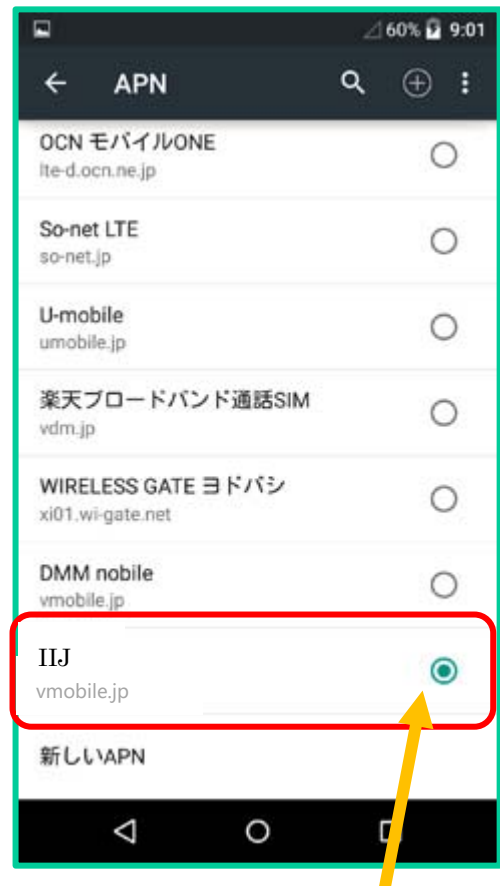 60% 9:01
APN
OCN モバイルONE
lte-d.ocn.ne.jp
So-net LTE
so-net.jp
U-mobile
umobile.jp
楽天ブロードバンド通話SIM
vdm.jp
WIRELESS GATE ヨドバシ
xi01.wi-gate.net
DMM nobile
vmobile.jp
IIJ
vmobile.jp
新しいAPN